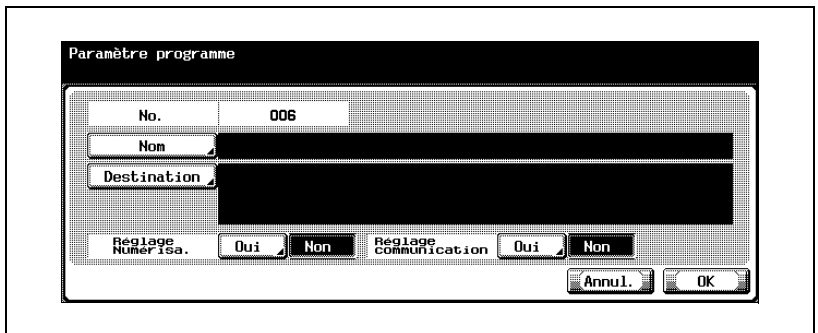 Paramètre programme
No. 006
Nom
Destination
Réglage Numérisa. Oui Non Réglage communication Oui Non
Annul. OK